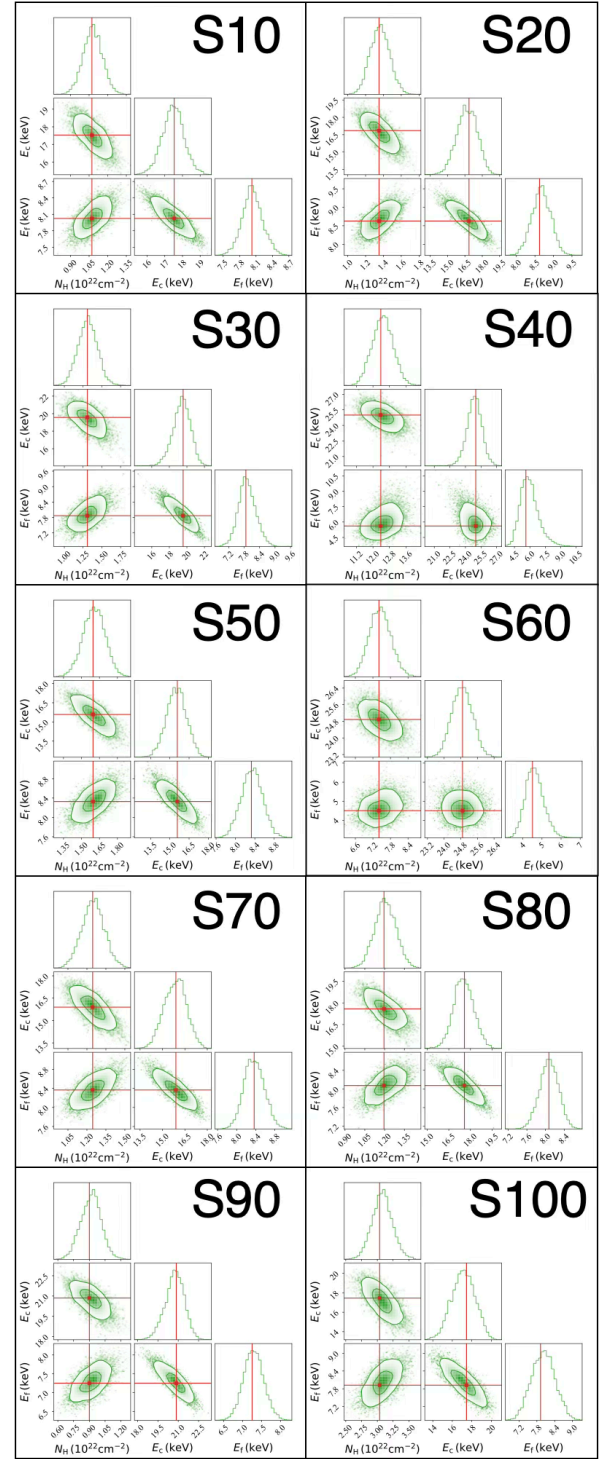 S10
E_c (keV)
19
18
17
16
E_f (keV)
8.7
8.4
8.1
7.8
7.5
0.90 1.05 1.20 1.35
16 17 18 19
7.5 7.8 8.1 8.4 8.7
N_H (10^22 cm^−2) E_c (keV) E_f (keV)
S20
E_c (keV)
19.5
18.0
16.5
15.0
13.5
E_f (keV)
9.5
9.0
8.5
8.0
1.0 1.2 1.4 1.6 1.8
13.5 15.0 16.5 18.0 19.5
8.0 8.5 9.0 9.5
N_H (10^22 cm^−2) E_c (keV) E_f (keV)
S30
E_c (keV)
22
20
18
16
E_f (keV)
9.6
9.0
8.4
7.8
7.2
1.00 1.25 1.50 1.75
16 18 20 22
7.2 7.8 8.4 9.0 9.6
N_H (10^22 cm^−2) E_c (keV) E_f (keV)
S40
E_c (keV)
27.0
25.5
24.0
22.5
21.0
E_f (keV)
10.5
9.0
7.5
6.0
4.5
11.2 12.0 12.8 13.6
21.0 22.5 24.0 25.5 27.0
4.5 6.0 7.5 9.0 10.5
N_H (10^22 cm^−2) E_c (keV) E_f (keV)
S50
E_c (keV)
18.0
16.5
15.0
13.5
E_f (keV)
8.8
8.4
8.0
7.6
1.35 1.50 1.65 1.80
13.5 15.0 16.5 18.0
7.6 8.0 8.4 8.8
N_H (10^22 cm^−2) E_c (keV) E_f (keV)
S60
E_c (keV)
26.4
25.6
24.8
24.0
23.2
E_f (keV)
7
6
5
4
6.6 7.2 7.8 8.4
23.2 24.0 24.8 25.6 26.4
4 5 6 7
N_H (10^22 cm^−2) E_c (keV) E_f (keV)
S70
E_c (keV)
18.0
16.5
15.0
13.5
E_f (keV)
8.8
8.4
8.0
7.6
1.05 1.20 1.35 1.50
13.5 15.0 16.5 18.0
7.6 8.0 8.4 8.8
N_H (10^22 cm^−2) E_c (keV) E_f (keV)
S80
E_c (keV)
19.5
18.0
16.5
15.0
E_f (keV)
8.4
8.0
7.6
7.2
0.90 1.05 1.20 1.35
15.0 16.5 18.0 19.5
7.2 7.6 8.0 8.4
N_H (10^22 cm^−2) E_c (keV) E_f (keV)
S90
E_c (keV)
22.5
21.0
19.5
18.0
E_f (keV)
8.0
7.5
7.0
6.5
0.60 0.75 0.90 1.05 1.20
18.0 19.5 21.0 22.5
6.5 7.0 7.5 8.0
N_H (10^22 cm^−2) E_c (keV) E_f (keV)
S100
E_c (keV)
20
18
16
14
E_f (keV)
9.0
8.4
7.8
7.2
2.50 2.75 3.00 3.25 3.50
14 16 18 20
7.2 7.8 8.4 9.0
N_H (10^22 cm^−2) E_c (keV) E_f (keV)